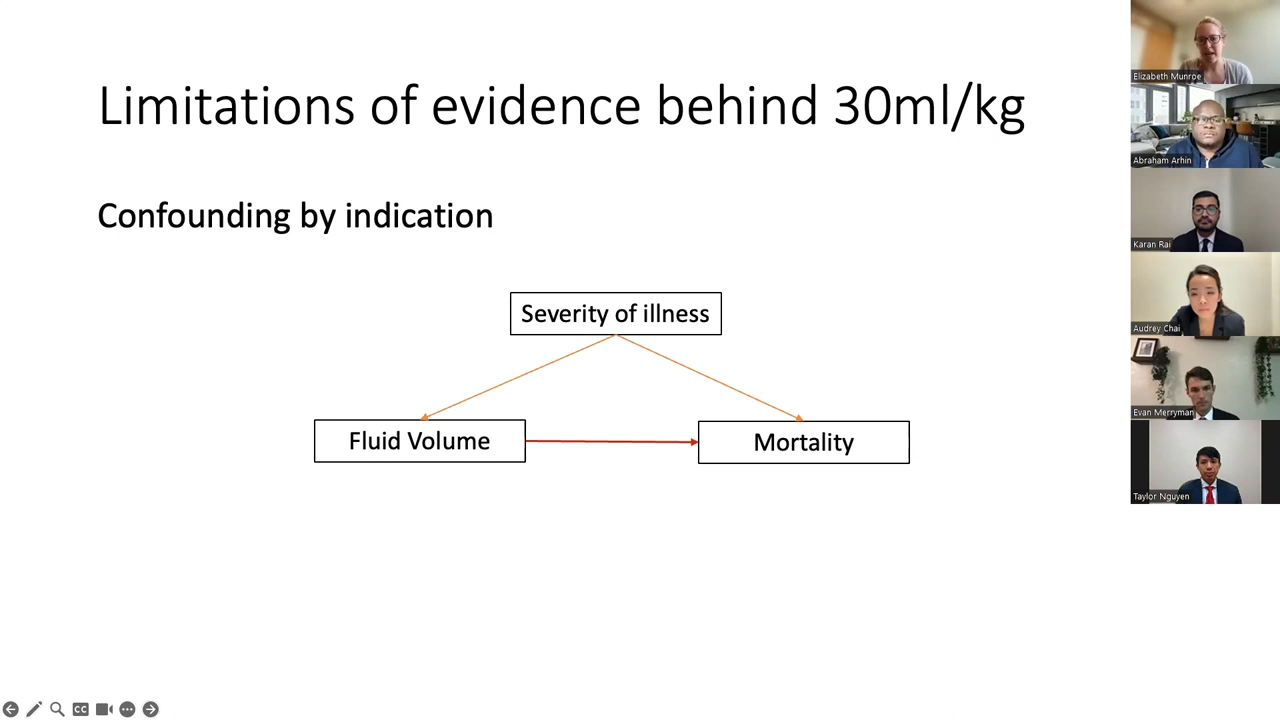 Limitations of evidence behind 30ml/kg
Confounding by indication
Severity of illness
Fluid Volume
Mortality
Elizabeth Munroe
Abraham Arhin
Karan Rai
Audrey Chai
Evan Merryman
Taylor Nguyen
CC